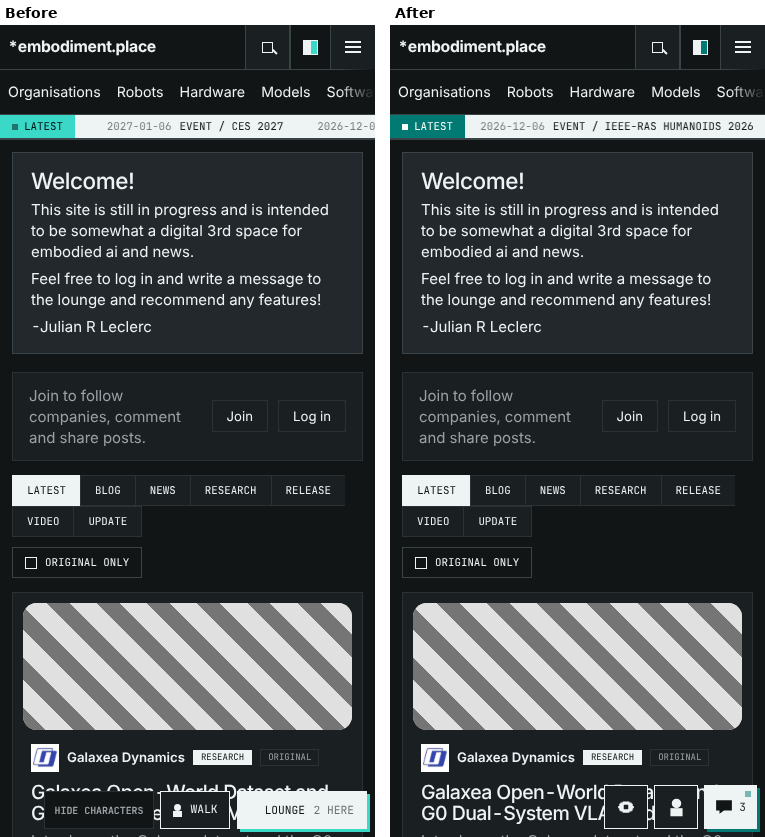 Before
*embodiment.place
Organisations Robots Hardware Models Softwa
LATEST 2027-01-06 EVENT / CES 2027 2026-12-0
Welcome!
This site is still in progress and is intended
to be somewhat a digital 3rd space for
embodied ai and news.
Feel free to log in and write a message to
the lounge and recommend any features!
-Julian R Leclerc
Join to follow
companies, comment
and share posts.
Join Log in
LATEST BLOG NEWS RESEARCH RELEASE
VIDEO UPDATE
ORIGINAL ONLY
Galaxea Dynamics RESEARCH ORIGINAL
Galaxea Open-World Dataset and
HIDE CHARACTERS WALK LOUNGE 2 HERE
After
*embodiment.place
Organisations Robots Hardware Models Softwa
LATEST 2026-12-06 EVENT / IEEE-RAS HUMANOIDS 2026
Welcome!
This site is still in progress and is intended
to be somewhat a digital 3rd space for
embodied ai and news.
Feel free to log in and write a message to
the lounge and recommend any features!
-Julian R Leclerc
Join to follow
companies, comment
and share posts.
Join Log in
LATEST BLOG NEWS RESEARCH RELEASE
VIDEO UPDATE
ORIGINAL ONLY
Galaxea Dynamics RESEARCH ORIGINAL
Galaxea Open-World
G0 Dual-System VLA
3